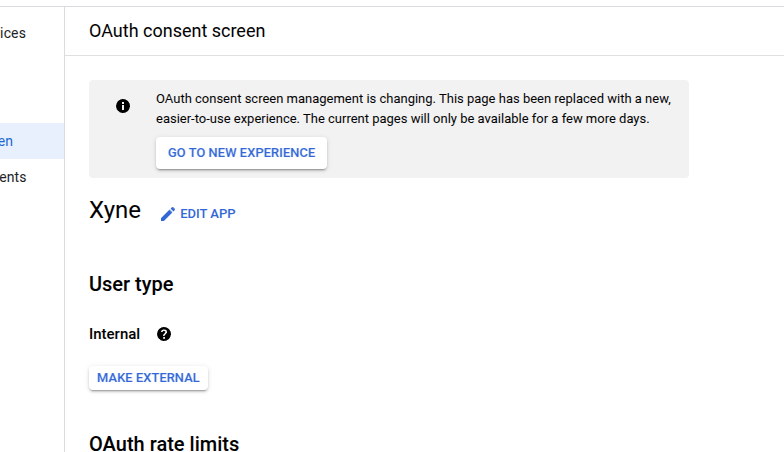 OAuth consent screen
ices
OAuth consent screen management is changing. This page has been replaced with a new,
easier-to-use experience. The current pages will only be available for a few more days.
en
GO TO NEW EXPERIENCE
ents
Xyne
EDIT APP
User type
Internal
MAKE EXTERNAL
OAuth rate limits